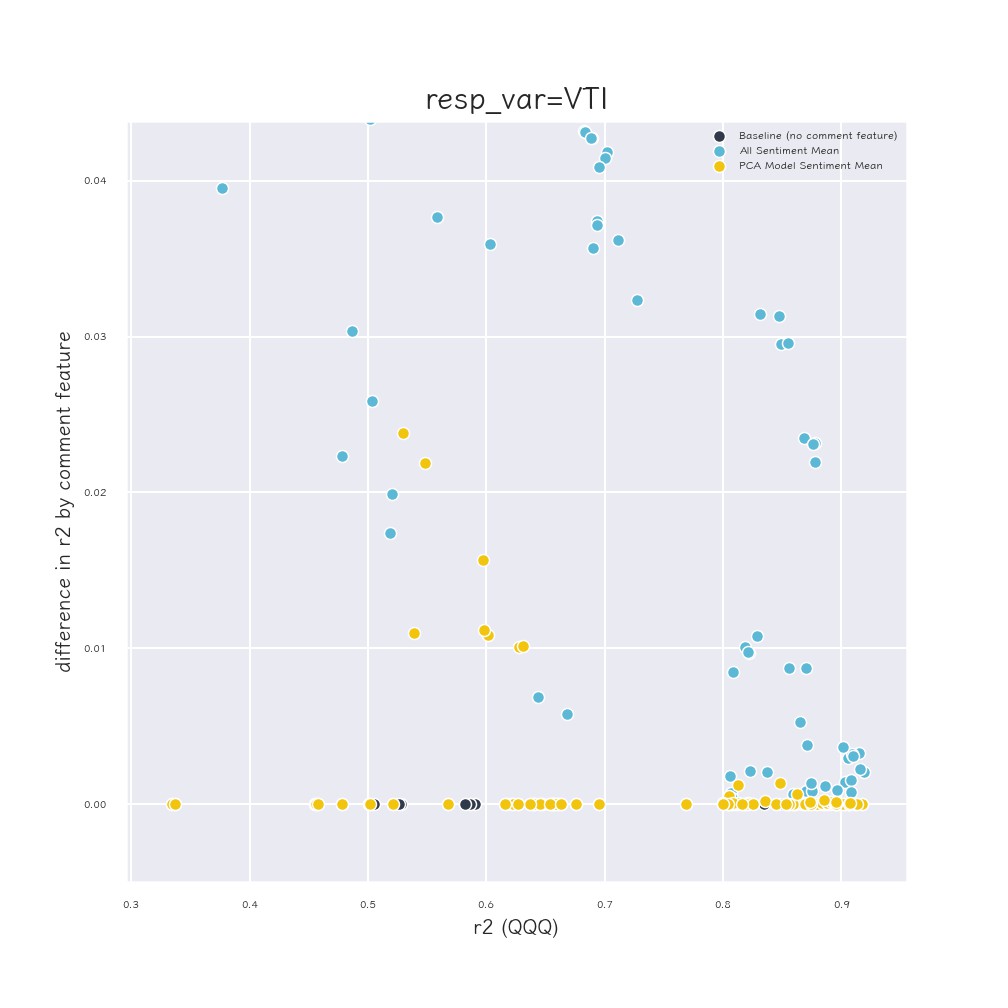 resp_var=VTI
Baseline (no comment feature)
All Sentiment Mean
PCA Model Sentiment Mean
difference in r2 by comment feature
0.04
0.03
0.02
0.01
0.00
0.3 0.4 0.5 0.6 0.7 0.8 0.9
r2 (QQQ)